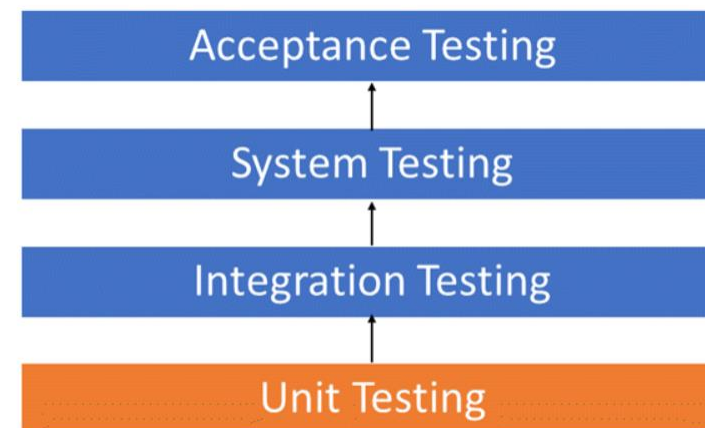 Acceptance Testing
System Testing
Integration Testing
Unit Testing